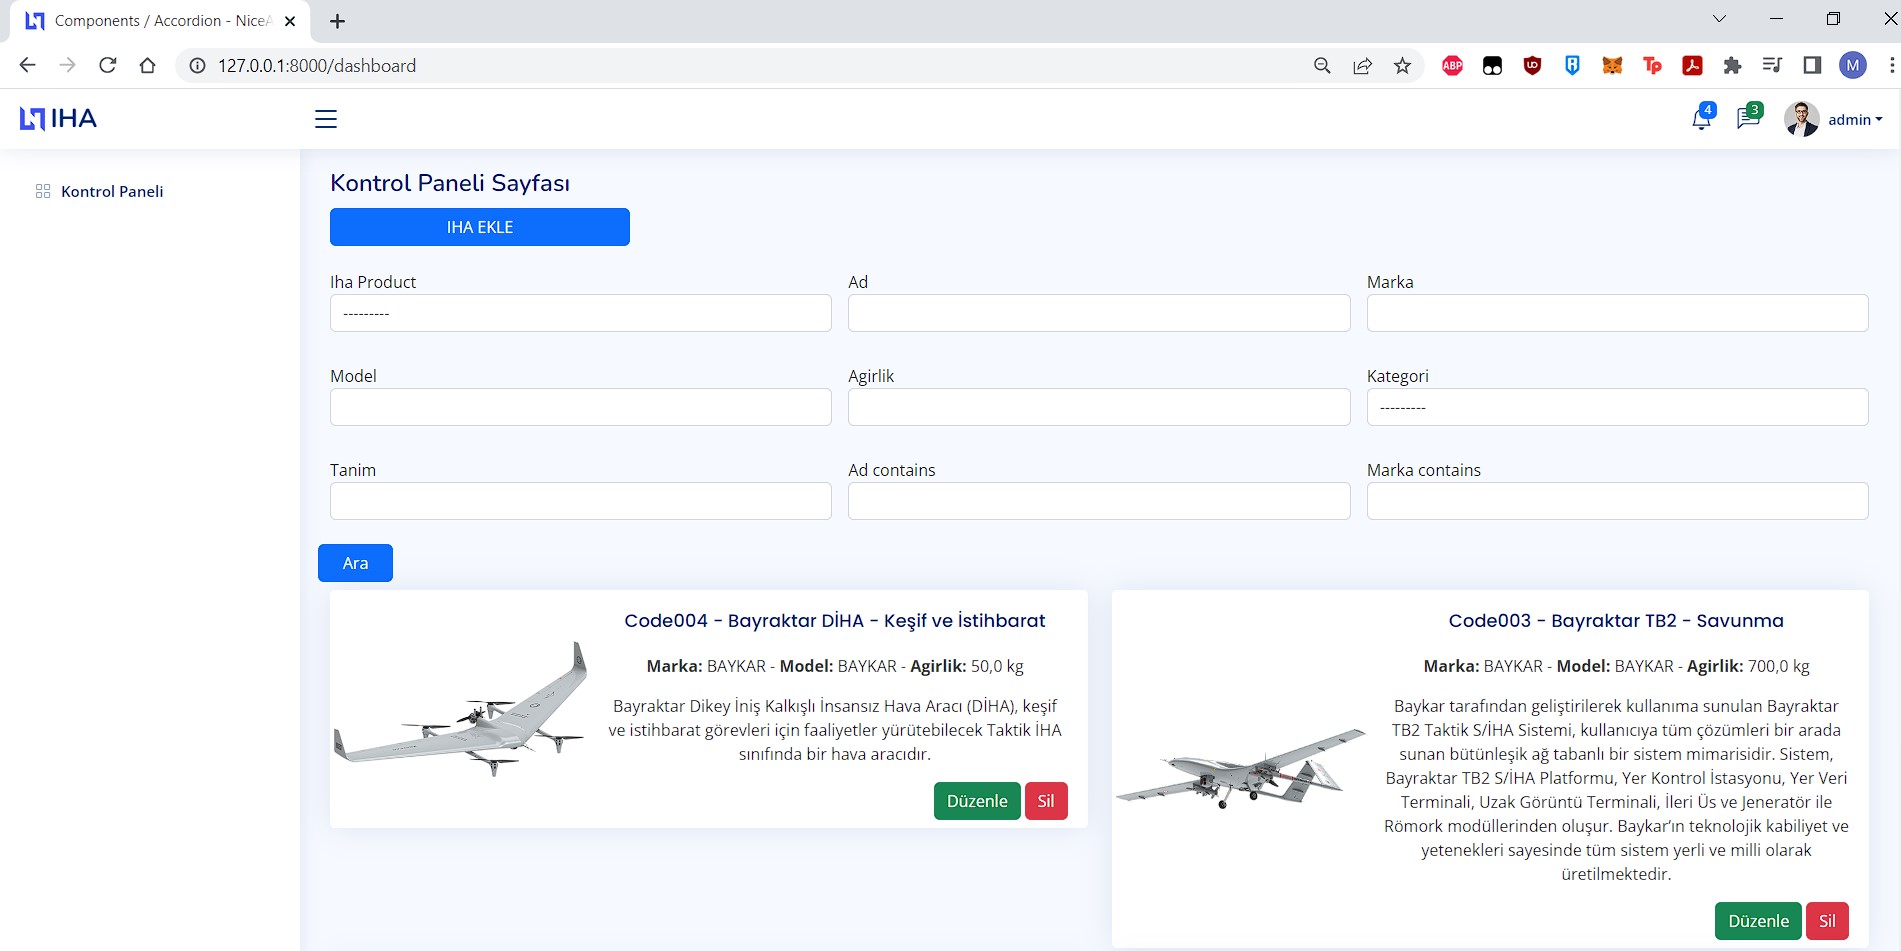 Components / Accordion - NiceA
127.0.0.1:8000/dashboard
ABP
Tp
M
IHA
4
3
admin
Kontrol Paneli
Kontrol Paneli Sayfası
IHA EKLE
Iha Product
Ad
Marka
---------
Model
Agirlik
Kategori
---------
Tanim
Ad contains
Marka contains
Ara
Code004 - Bayraktar DİHA - Keşif ve İstihbarat
Marka: BAYKAR - Model: BAYKAR - Agirlik: 50,0 kg
Bayraktar Dikey İniş Kalkışlı İnsansız Hava Aracı (DİHA), keşif
ve istihbarat görevleri için faaliyetler yürütebilecek Taktik İHA
sınıfında bir hava aracıdır.
Düzenle
Sil
Code003 - Bayraktar TB2 - Savunma
Marka: BAYKAR - Model: BAYKAR - Agirlik: 700,0 kg
Baykar tarafından geliştirilerek kullanıma sunulan Bayraktar
TB2 Taktik S/İHA Sistemi, kullanıcıya tüm çözümleri bir arada
sunan bütünleşik ağ tabanlı bir sistem mimarisidir. Sistem,
Bayraktar TB2 S/İHA Platformu, Yer Kontrol İstasyonu, Yer Veri
Terminali, Uzak Görüntü Terminali, İleri Üs ve Jeneratör ile
Römork modüllerinden oluşur. Baykar’ın teknolojik kabiliyet ve
yetenekleri sayesinde tüm sistem yerli ve milli olarak
üretilmektedir.
Düzenle
Sil